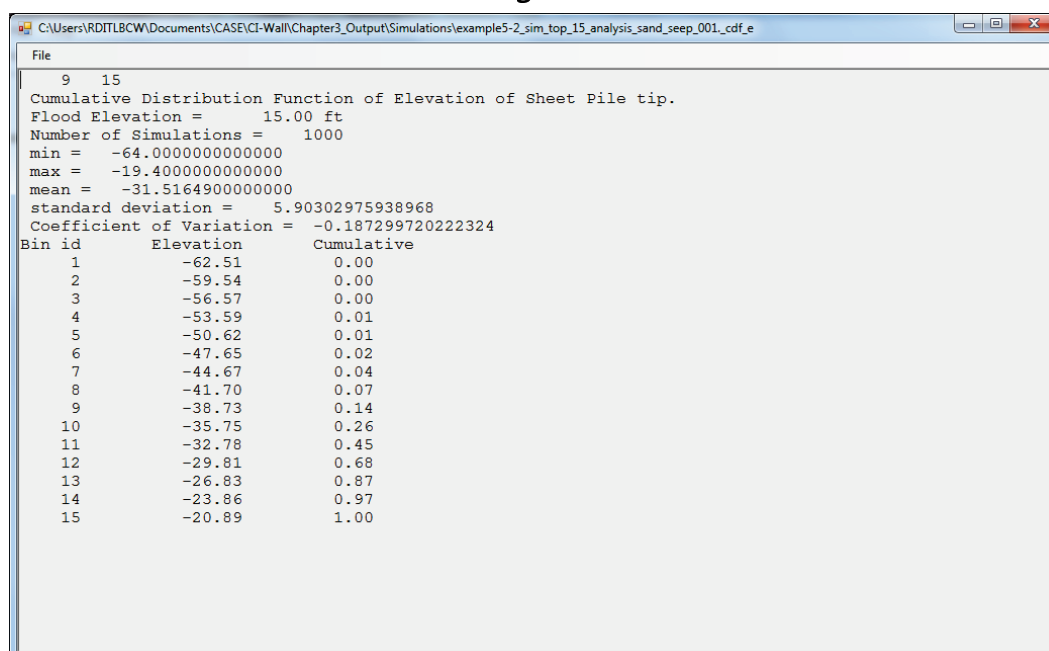 C:\Users\RDITLBCW\Documents\CASE\CI-Wall\Chapter3_Output\Simulations\example5-2_sim_top_15_analysis_sand_seep_001._cdf_e
File
9 15
Cumulative Distribution Function of Elevation of Sheet Pile tip.
Flood Elevation = 15.00 ft
Number of Simulations = 1000
min = -64.0000000000000
max = -19.4000000000000
mean = -31.5164900000000
standard deviation = 5.90302975938968
Coefficient of Variation = -0.187299720222324
Bin id Elevation Cumulative
1 -62.51 0.00
2 -59.54 0.00
3 -56.57 0.00
4 -53.59 0.01
5 -50.62 0.01
6 -47.65 0.02
7 -44.67 0.04
8 -41.70 0.07
9 -38.73 0.14
10 -35.75 0.26
11 -32.78 0.45
12 -29.81 0.68
13 -26.83 0.87
14 -23.86 0.97
15 -20.89 1.00